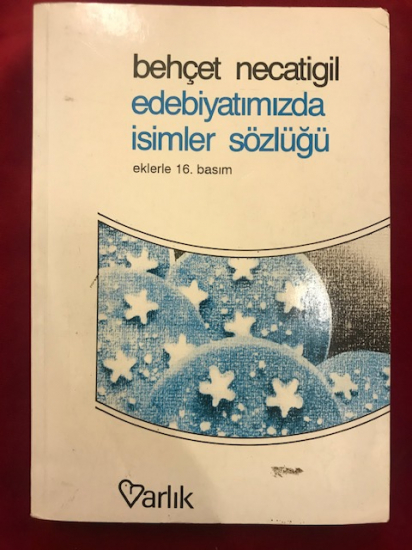 behçet necatigil
edebiyatımızda
isimler sözlüğü
eklerle 16. basım
Varlık